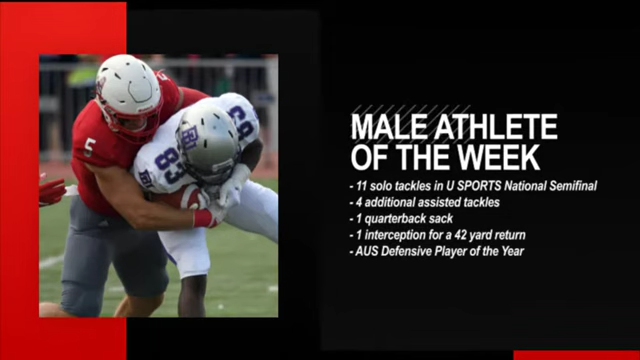 MALE ATHLETE
OF THE WEEK
- 11 solo tackles in U SPORTS National Semifinal
- 4 additional assisted tackles
- 1 quarterback sack
- 1 interception for a 42 yard return
- AUS Defensive Player of the Year
5
83
83